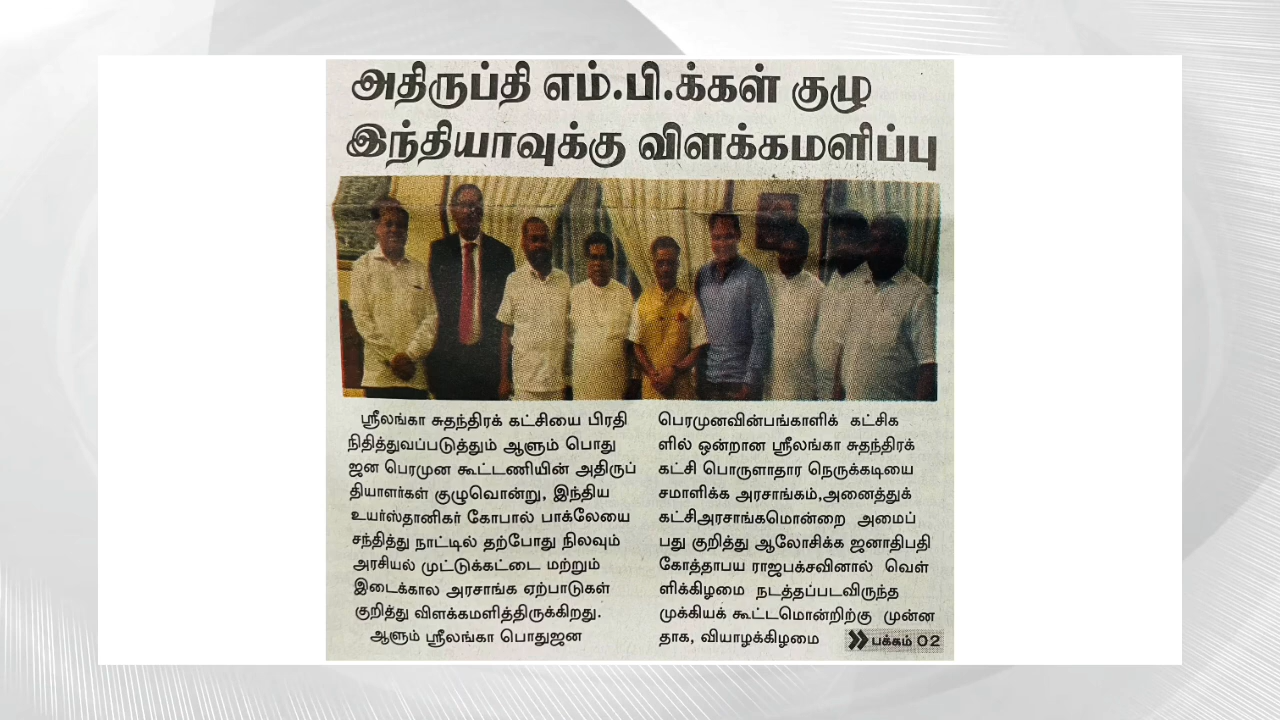 அதிருப்தி எம்.பி.க்கள் குழு
இந்தியாவுக்கு விளக்கமளிப்பு
ஸ்ரீலங்கா சுதந்திரக் கட்சியை பிரதி
நிதித்துவப்படுத்தும் ஆளும் பொது
ஜன பெரமுன கூட்டணியின் அதிருப்
தியாளர்கள் குழுவொன்று, இந்திய
உயர்ஸ்தானிகர் கோபால் பாக்லேயை
சந்தித்து நாட்டில் தற்போது நிலவும்
அரசியல் முட்டுக்கட்டை மற்றும்
இடைக்கால அரசாங்க ஏற்பாடுகள்
குறித்து விளக்கமளித்திருக்கிறது.
ஆளும் ஸ்ரீலங்கா பொதுஜன
பெரமுனவின்பங்காளிக் கட்சிக
ளில் ஒன்றான ஸ்ரீலங்கா சுதந்திரக்
கட்சி பொருளாதார நெருக்கடியை
சமாளிக்க அரசாங்கம்,அனைத்துக்
கட்சிஅரசாங்கமொன்றை அமைப்
பது குறித்து ஆலோசிக்க ஜனாதிபதி
கோத்தாபய ராஜபக்சவினால் வெள்
ளிக்கிழமை நடத்தப்படவிருந்த
முக்கியக் கூட்டமொன்றிற்கு முன்ன
தாக, வியாழக்கிழமை
பக்கம் 02